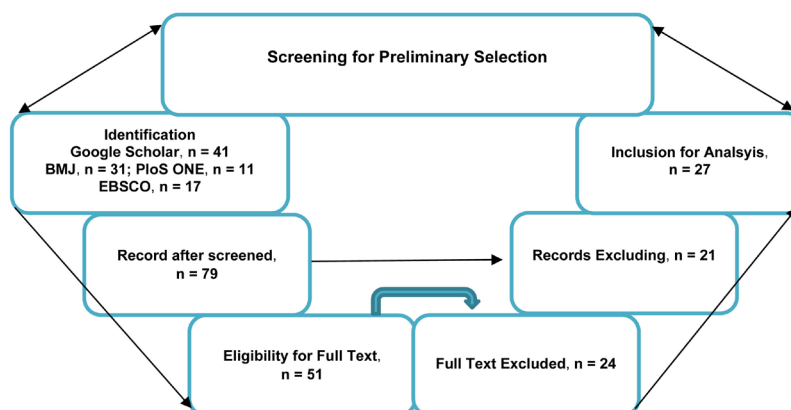 Screening for Preliminary Selection
Identification
Google Scholar, n = 41
BMJ, n = 31; PloS ONE, n = 11
EBSCO, n = 17
Inclusion for Analsyis,
n = 27
Record after screened,
n = 79
Records Excluding, n = 21
Eligibility for Full Text,
n = 51
Full Text Excluded, n = 24